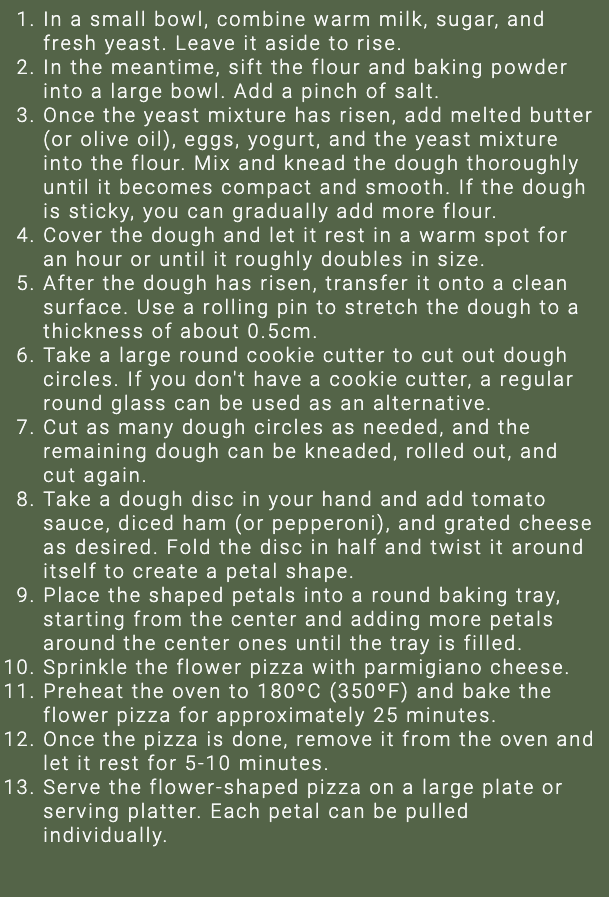 1. In a small bowl, combine warm milk, sugar, and
fresh yeast. Leave it aside to rise.
2. In the meantime, sift the flour and baking powder
into a large bowl. Add a pinch of salt.
3. Once the yeast mixture has risen, add melted butter
(or olive oil), eggs, yogurt, and the yeast mixture
into the flour. Mix and knead the dough thoroughly
until it becomes compact and smooth. If the dough
is sticky, you can gradually add more flour.
4. Cover the dough and let it rest in a warm spot for
an hour or until it roughly doubles in size.
5. After the dough has risen, transfer it onto a clean
surface. Use a rolling pin to stretch the dough to a
thickness of about 0.5cm.
6. Take a large round cookie cutter to cut out dough
circles. If you don't have a cookie cutter, a regular
round glass can be used as an alternative.
7. Cut as many dough circles as needed, and the
remaining dough can be kneaded, rolled out, and
cut again.
8. Take a dough disc in your hand and add tomato
sauce, diced ham (or pepperoni), and grated cheese
as desired. Fold the disc in half and twist it around
itself to create a petal shape.
9. Place the shaped petals into a round baking tray,
starting from the center and adding more petals
around the center ones until the tray is filled.
10. Sprinkle the flower pizza with parmigiano cheese.
11. Preheat the oven to 180ºC (350ºF) and bake the
flower pizza for approximately 25 minutes.
12. Once the pizza is done, remove it from the oven and
let it rest for 5-10 minutes.
13. Serve the flower-shaped pizza on a large plate or
serving platter. Each petal can be pulled
individually.